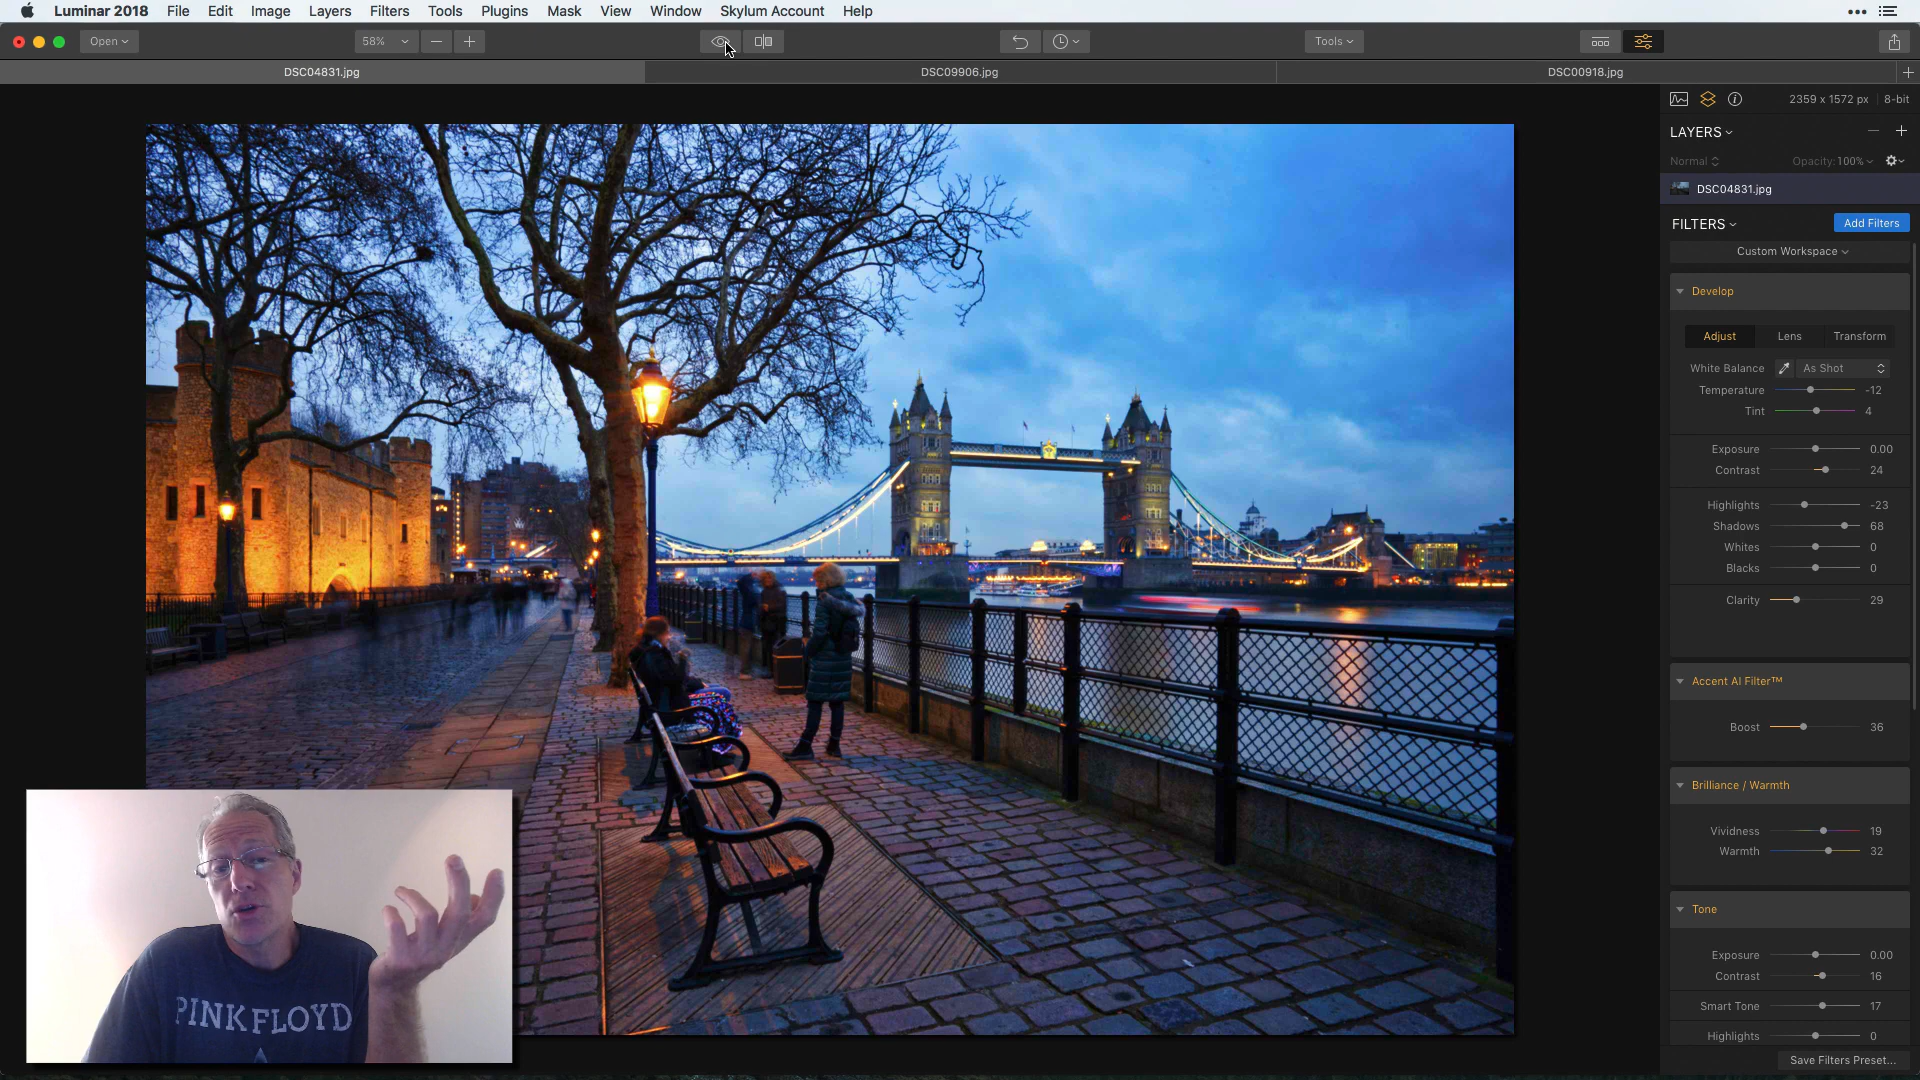 Luminar 2018 File Edit Image Layers Filters Tools Plugins Mask View Window Skylum Account Help
Open 58% Tools
DSC04831.jpg DSC09906.jpg DSC00918.jpg
2359 x 1572 px 8-bit
LAYERS
Normal Opacity: 100%
DSC04831.jpg
FILTERS Add Filters
Custom Workspace
Develop
Adjust Lens Transform
White Balance As Shot
Temperature -12
Tint 4
Exposure 0.00
Contrast 24
Highlights -23
Shadows 68
Whites 0
Blacks 0
Clarity 29
Accent AI Filter™
Boost 36
Brilliance / Warmth
Vividness 19
Warmth 32
Tone
Exposure 0.00
Contrast 16
Smart Tone 17
Highlights 0
Save Filters Preset...
PINK FLOYD